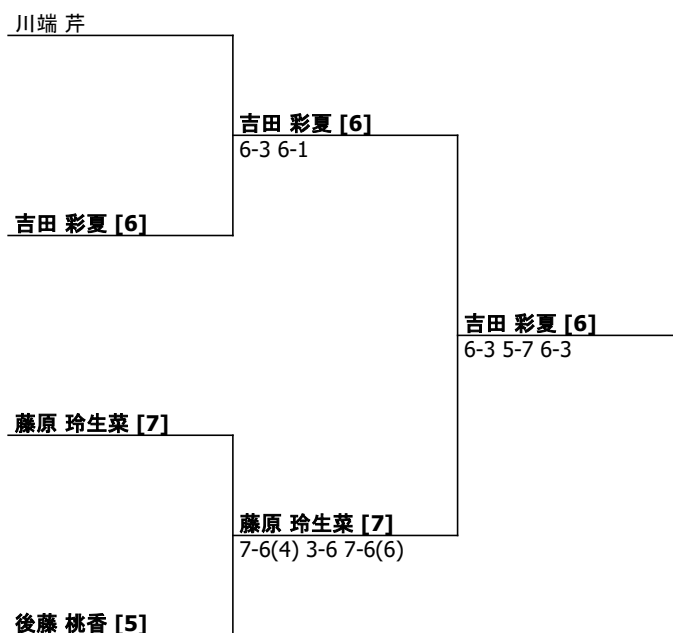 川端 芹
吉田 彩夏 [6]
6-3 6-1
吉田 彩夏 [6]
吉田 彩夏 [6]
6-3 5-7 6-3
藤原 玲生菜 [7]
藤原 玲生菜 [7]
7-6(4) 3-6 7-6(6)
後藤 桃香 [5]